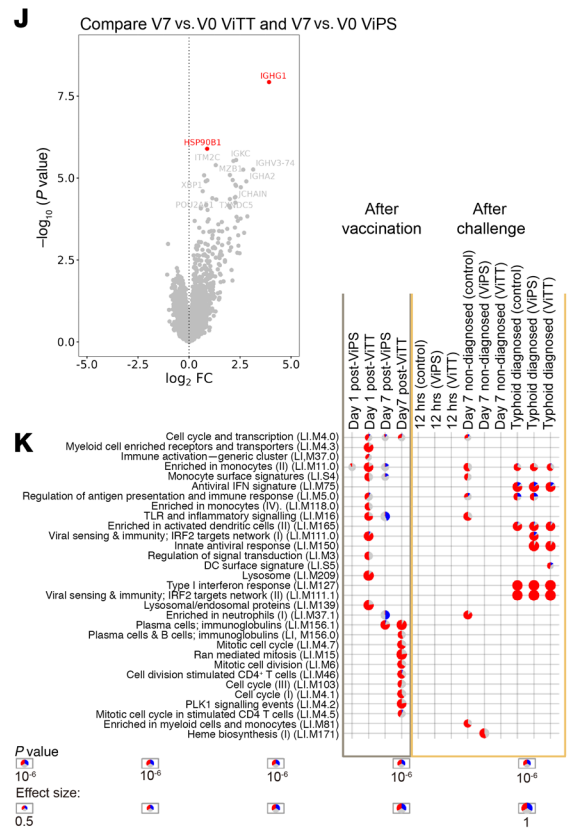 J
Compare V7 vs. V0 ViTT and V7 vs. V0 ViPS
IGHG1
7.5
HSP90B1
ITM2C
IGKC
MZB1
IGHV3-74
5.0
XBP1
IGHA2
JCHAIN
POU2AF1
TXNDC5
2.5
0.0
-5.0
-2.5
0.0
2.5
5.0
–log10 (P value)
log2 FC
After vaccination
After challenge
Day 1 post-ViPS
Day 1 post-ViTT
Day 7 post-ViPS
Day7 post-ViTT
12 hrs (control)
12 hrs (ViPS)
12 hrs (ViTT)
Day 7 non-diagnosed (control)
Day 7 non-diagnosed (ViPS)
Day 7 non-diagnosed (ViTT)
Typhoid diagnosed (control)
Typhoid diagnosed (ViPS)
Typhoid diagnosed (ViTT)
K
Cell cycle and transcription (LI.M4.0)
Myeloid cell enriched receptors and transporters (LI.M4.3)
Immune activation—generic cluster (LI,M37.0)
Enriched in monocytes (II) (LI.M11.0)
Monocyte surface signatures (LI.S4)
Antiviral IFN signature (LI.M75)
Regulation of antigen presentation and immune response (LI.M5.0)
Enriched in monocytes (IV). (LI.M118.0)
TLR and inflammatory signalling (LI.M16)
Enriched in activated dendritic cells (II) (LI.M165)
Viral sensing & immunity; IRF2 targets network (I) (LI.M111.0)
Innate antiviral response (LI.M150)
Regulation of signal transduction (LI.M3)
DC surface signature (LI.S5)
Lysosome (LI.M209)
Type I interferon response (LI.M127)
Viral sensing & immunity; IRF2 targets network (II) (LI.M111.1)
Lysosomal/endosomal proteins (LI.M139)
Enriched in neutrophils (I) (LI.M37.1)
Plasma cells; immunoglobulins (LI.M156.1)
Plasma cells & B cells; immunoglobulins (LI, M156.0)
Mitotic cell cycle (LI.M4.7)
Ran mediated mitosis (LI.M15)
Mitotic cell division (LI.M6)
Cell division stimulated CD4+ T cells (LI.M46)
Cell cycle (III) (LI.M103)
Cell cycle (I) (LI.M4.1)
PLK1 signalling events (LI.M4.2)
Mitotic cell cycle in stimulated CD4 T cells (LI.M4.5)
Enriched in myeloid cells and monocytes (LI.M81)
Heme biosynthesis (I) (LI.M171)
P value
10-6 10-6 10-6 10-6 10-6
Effect size:
0.5 1